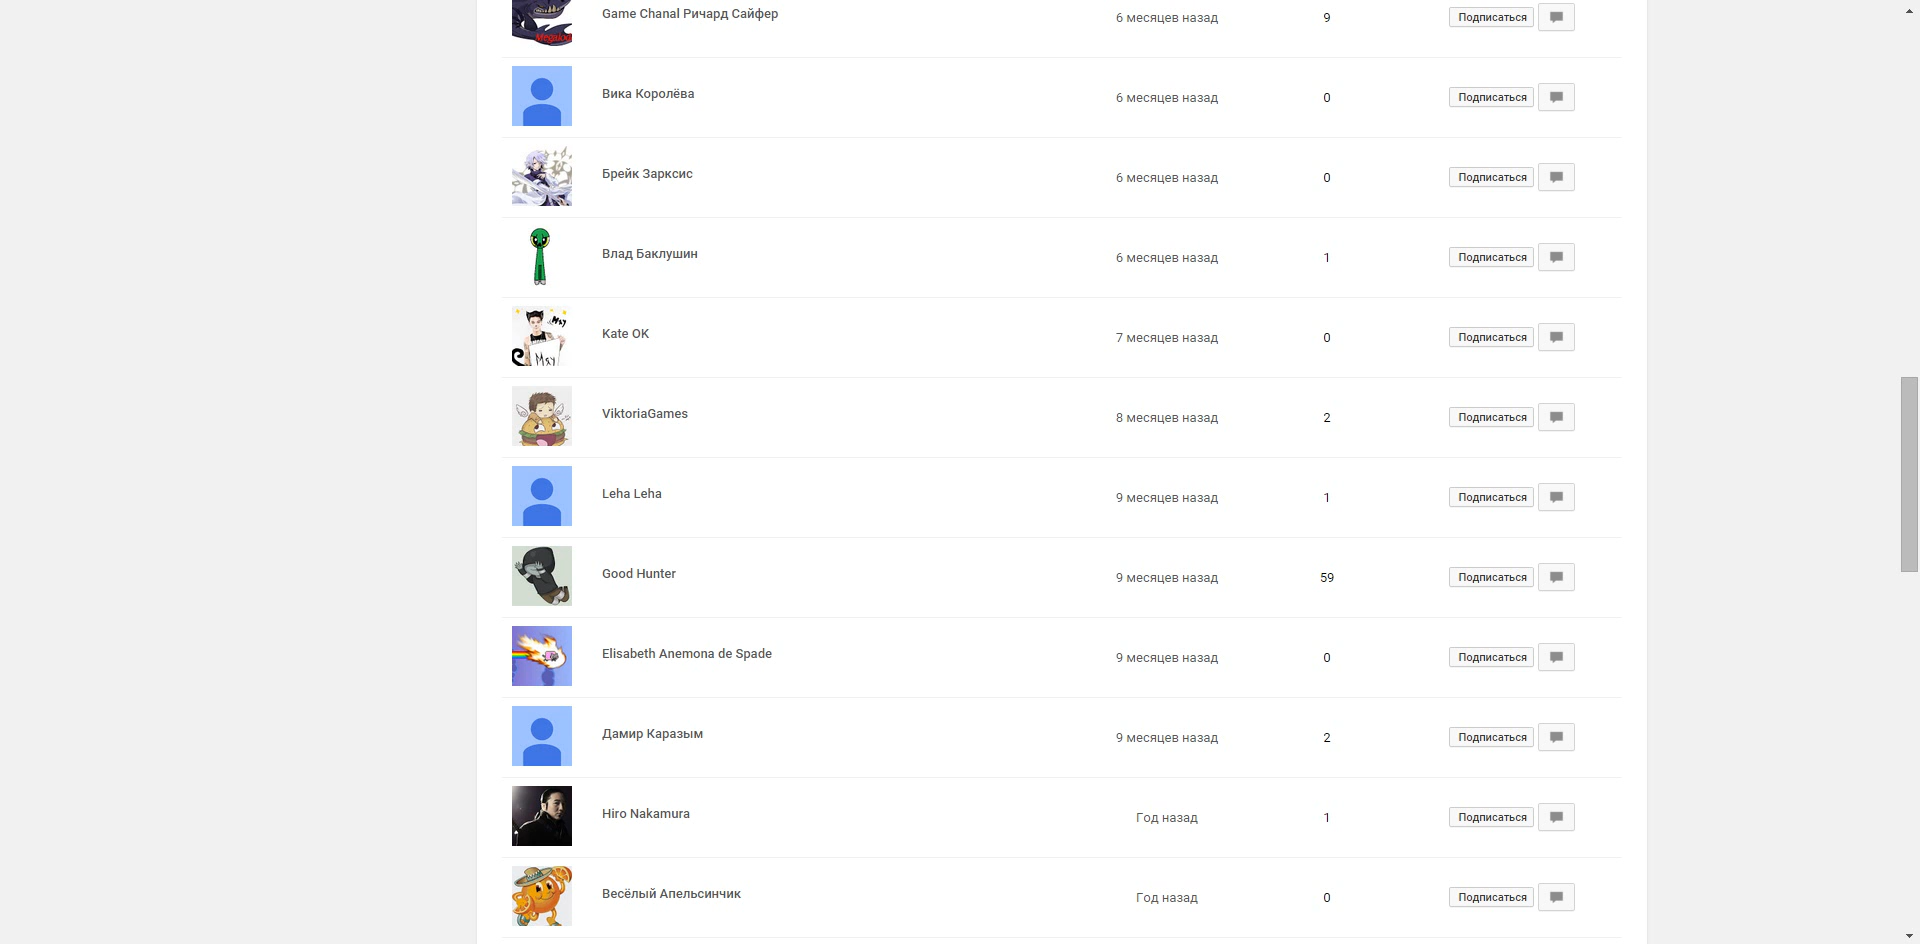 Game Chanal Ричард Сайфер 6 месяцев назад 9 Подписаться
Megalod
Вика Королёва 6 месяцев назад 0 Подписаться
Брейк Зарксис 6 месяцев назад 0 Подписаться
Влад Баклушин 6 месяцев назад 1 Подписаться
Kate OK 7 месяцев назад 0 Подписаться
Мяу
ViktoriaGames 8 месяцев назад 2 Подписаться
Leha Leha 9 месяцев назад 1 Подписаться
Good Hunter 9 месяцев назад 59 Подписаться
Elisabeth Anemona de Spade 9 месяцев назад 0 Подписаться
Дамир Каразым 9 месяцев назад 2 Подписаться
Hiro Nakamura Год назад 1 Подписаться
Весёлый Апельсинчик Год назад 0 Подписаться